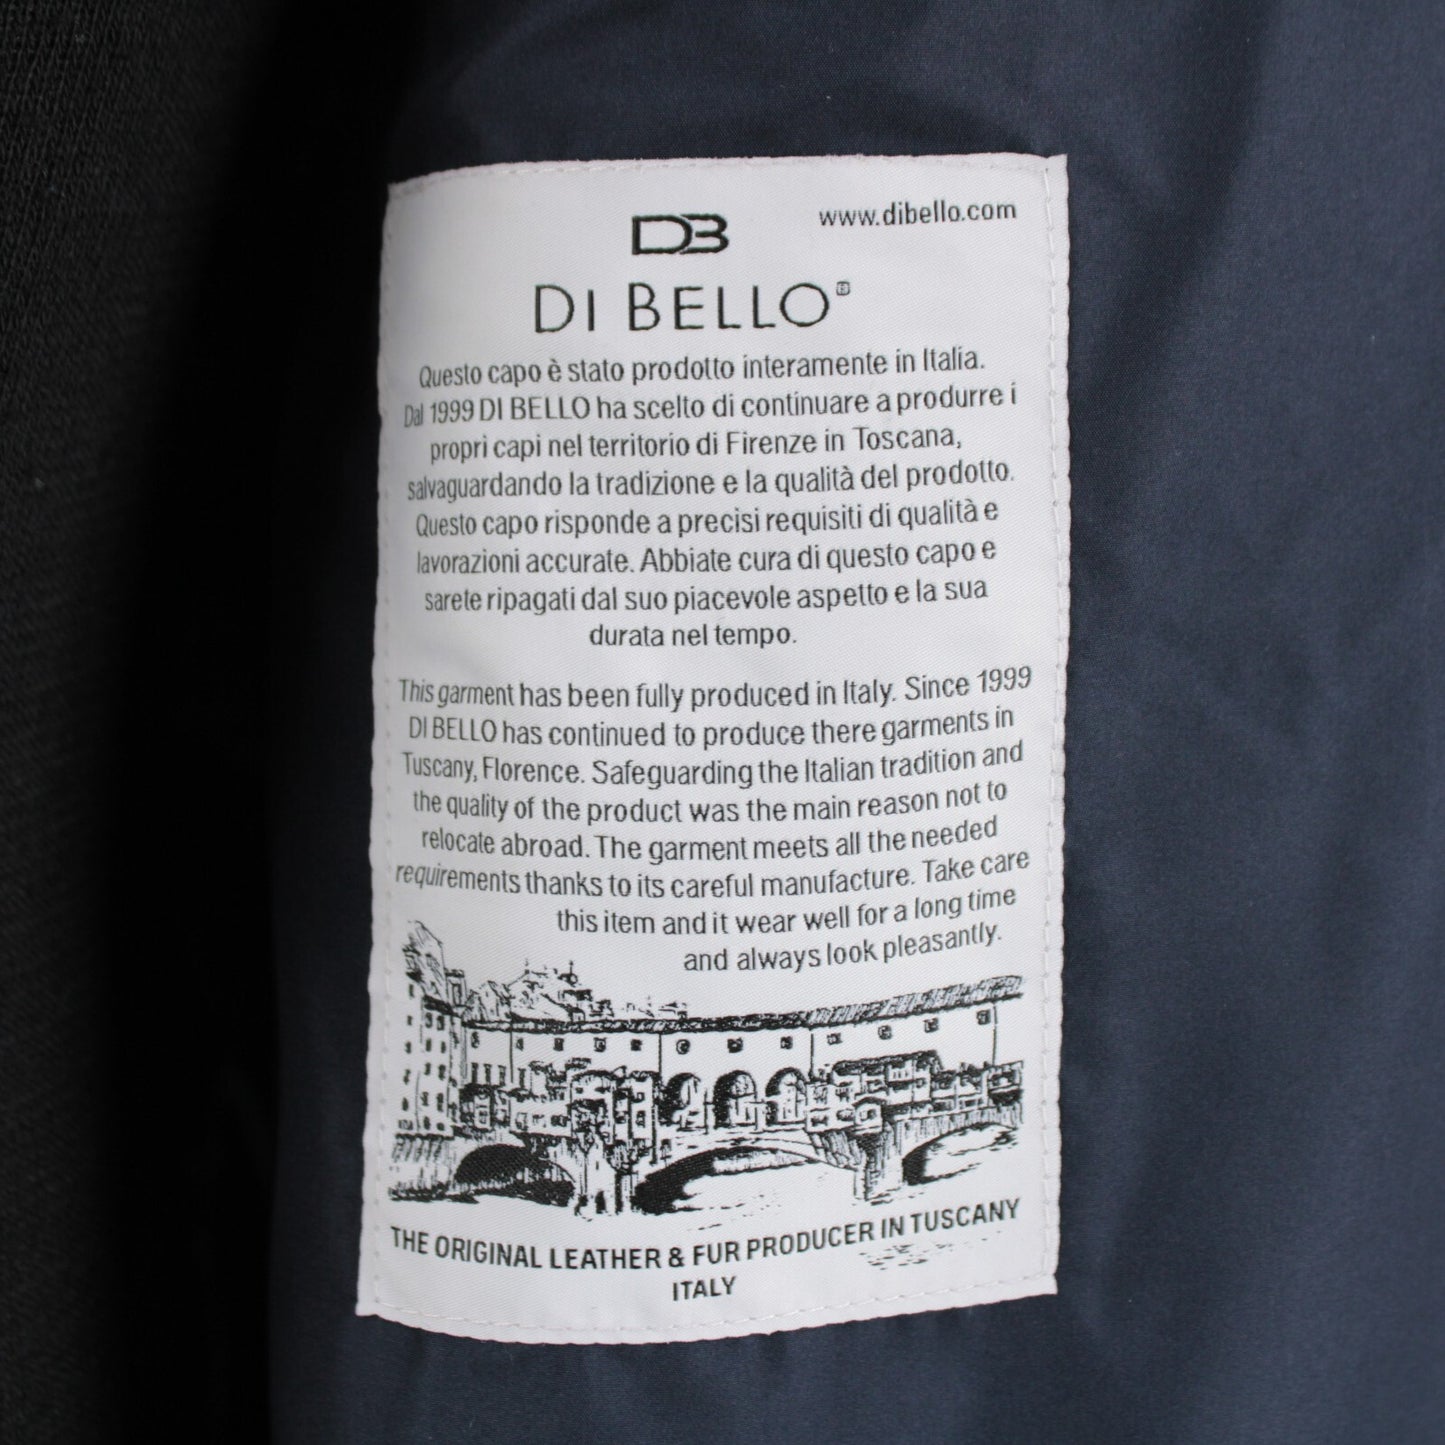 DB
www.dibello.com
DI BELLO®
Questo capo è stato prodotto interamente in Italia.
Dal 1999 DI BELLO ha scelto di continuare a produrre i
propri capi nel territorio di Firenze in Toscana,
salvaguardando la tradizione e la qualità del prodotto.
Questo capo risponde a precisi requisiti di qualità e
lavorazioni accurate. Abbiate cura di questo capo e
sarete ripagati dal suo piacevole aspetto e la sua
durata nel tempo.
This garment has been fully produced in Italy. Since 1999
DI BELLO has continued to produce there garments in
Tuscany, Florence. Safeguarding the Italian tradition and
the quality of the product was the main reason not to
relocate abroad. The garment meets all the needed
requirements thanks to its careful manufacture. Take care
this item and it wear well for a long time
and always look pleasantly.
THE ORIGINAL LEATHER & FUR PRODUCER IN TUSCANY
ITALY